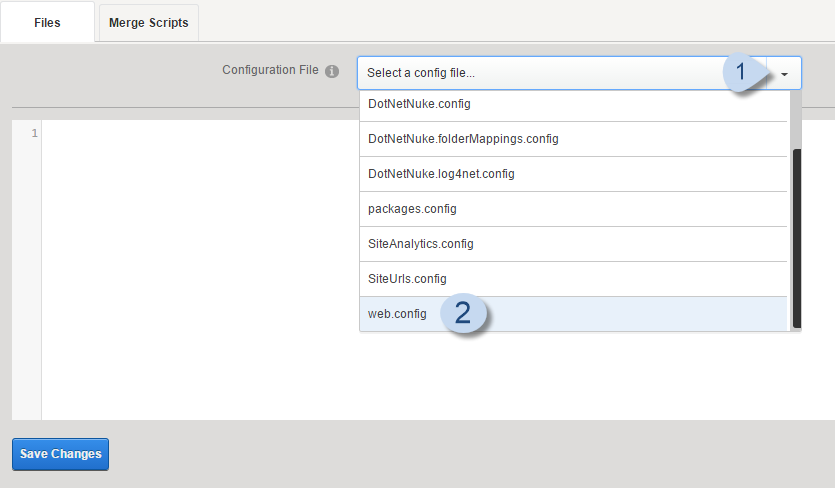 Files
Merge Scripts
Configuration File
Select a config file...
1
DotNetNuke.config
DotNetNuke.folderMappings.config
1
DotNetNuke.log4net.config
packages.config
SiteAnalytics.config
SiteUrls.config
web.config
2
Save Changes